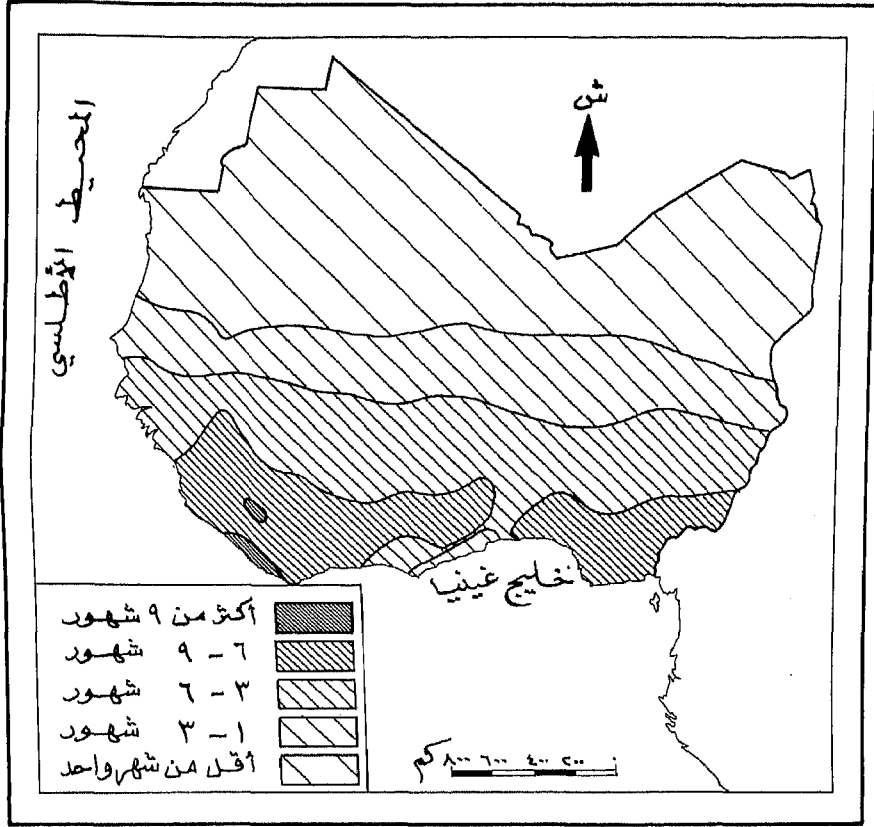 ش
المحيط الأطلسي
خليج غينيا
أكثر من ٩ شهور
٦ - ٩ شهور
٣ - ٦ شهور
١ - ٣ شهور
أقل من شهر واحد
٨٠٠ ٦٠٠ ٤٠٠ ٢٠٠ ٠ كم